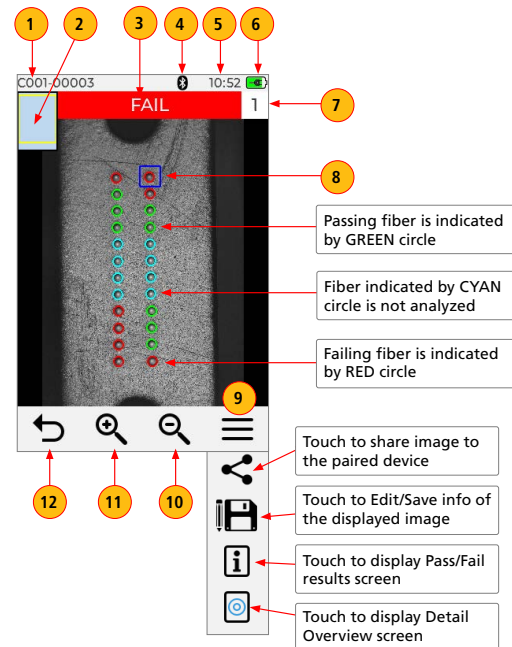 1
2
3
4
5
6
C001-00003
10:52
FAIL
1
7
8
Passing fiber is indicated
by GREEN circle
Fiber indicated by CYAN
circle is not analyzed
Failing fiber is indicated
by RED circle
9
12
11
10
Touch to share image to
the paired device
Touch to Edit/Save info of
the displayed image
Touch to display Pass/Fail
results screen
Touch to display Detail
Overview screen